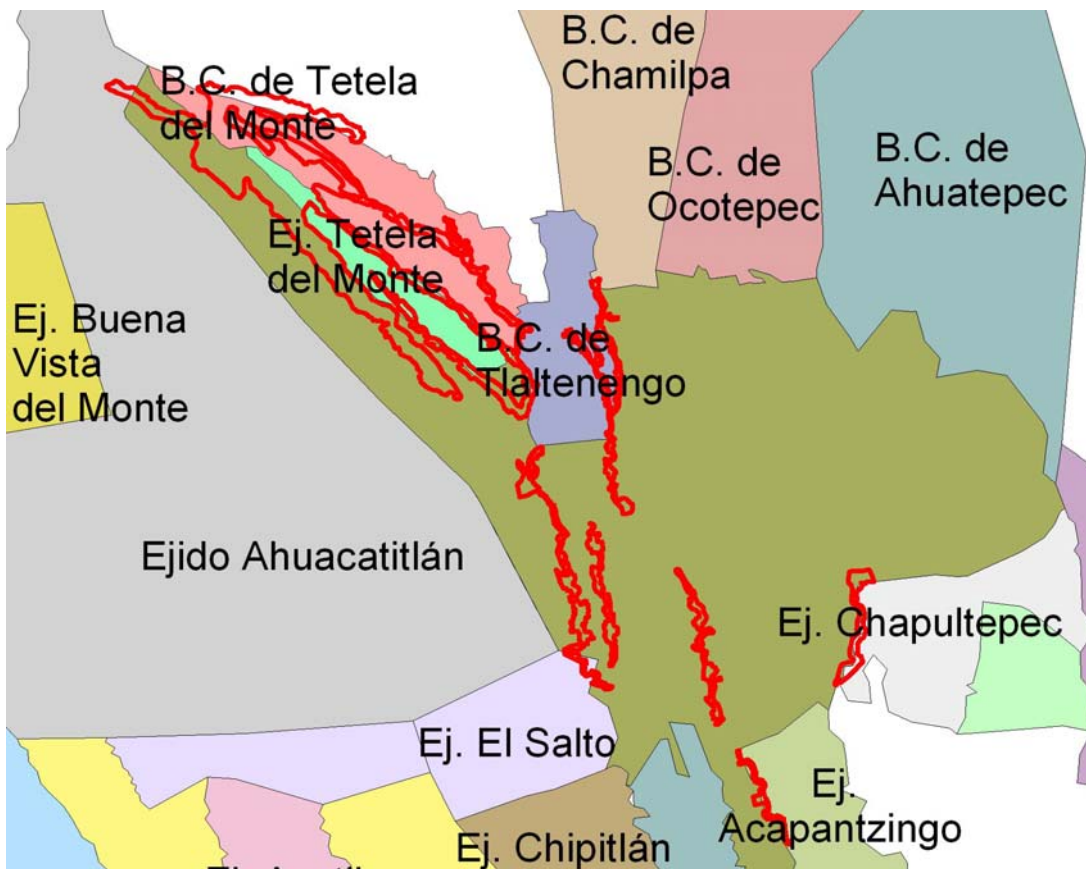 B.C. de
Chamilpa
B.C. de Tetela
del Monte
B.C. de
Ocotepec
B.C. de
Ahuatepec
Ej. Tetela
del Monte
Ej. Buena
Vista
del Monte
B.C. de
Tlaltenengo
Ejido Ahuacatitlán
Ej. Chapultepec
Ej. El Salto
Ej.
Acapantzingo
Ej. Chipitlán